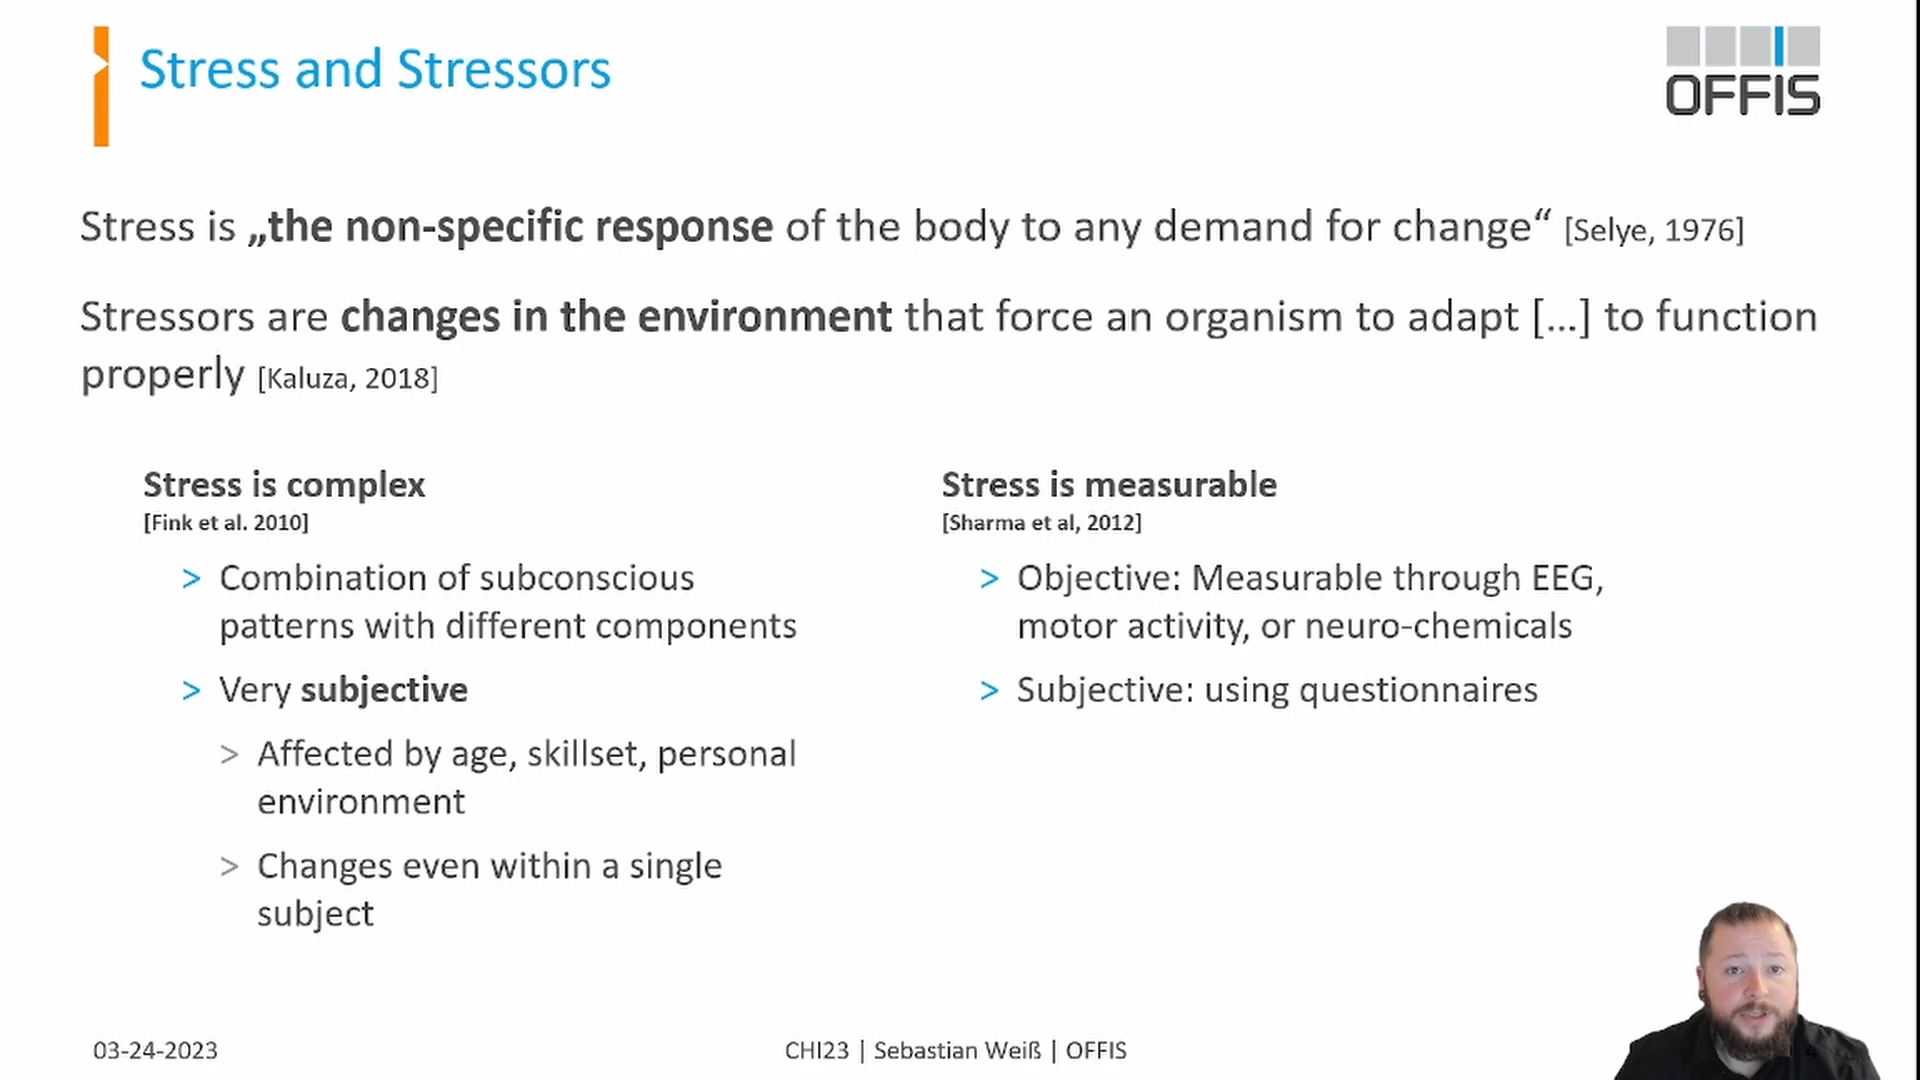 Stress and Stressors
OFFIS
Stress is „the non-specific response of the body to any demand for change“ [Selye, 1976]
Stressors are changes in the environment that force an organism to adapt […] to function
properly [Kaluza, 2018]
Stress is complex
[Fink et al. 2010]
> Combination of subconscious
patterns with different components
> Very subjective
> Affected by age, skillset, personal
environment
> Changes even within a single
subject
Stress is measurable
[Sharma et al, 2012]
> Objective: Measurable through EEG,
motor activity, or neuro-chemicals
> Subjective: using questionnaires
03-24-2023
CHI23 | Sebastian Weiß | OFFIS
4